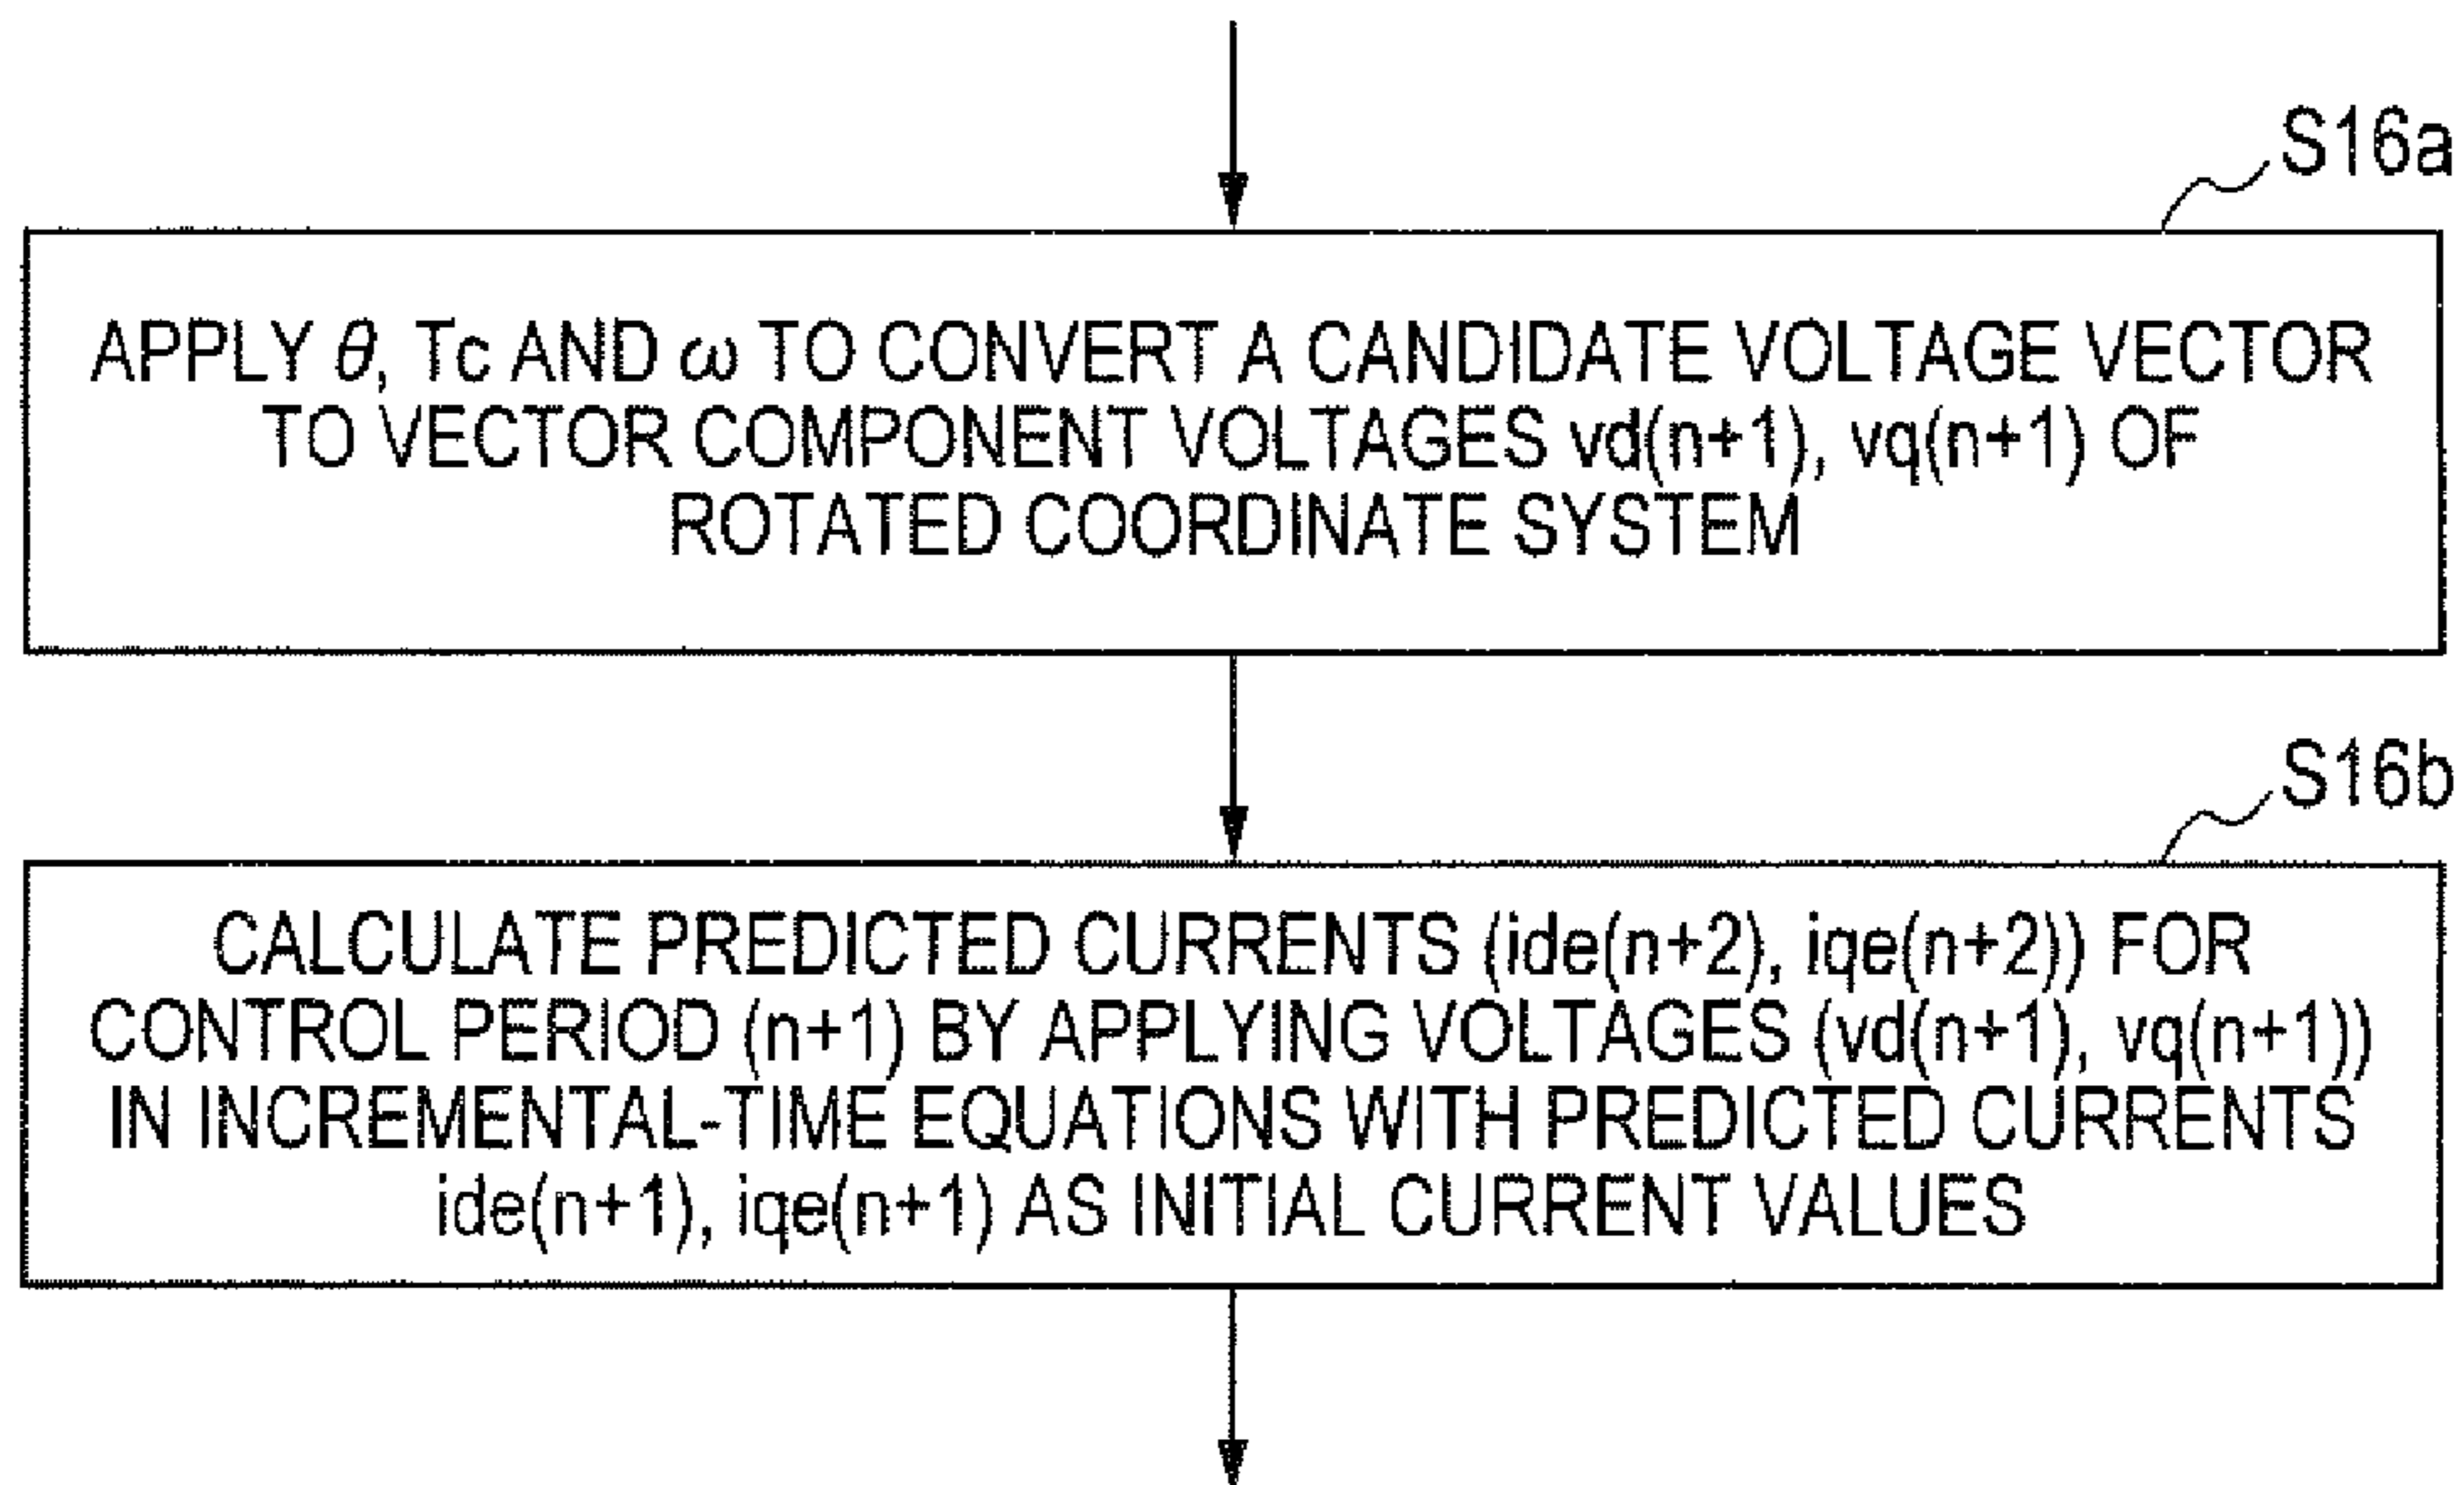 S16a
APPLY θ, Tc AND ω TO CONVERT A CANDIDATE VOLTAGE VECTOR
TO VECTOR COMPONENT VOLTAGES vd(n+1), vq(n+1) OF
ROTATED COORDINATE SYSTEM
S16b
CALCULATE PREDICTED CURRENTS (ide(n+2), iqe(n+2)) FOR
CONTROL PERIOD (n+1) BY APPLYING VOLTAGES (vd(n+1), vq(n+1))
IN INCREMENTAL-TIME EQUATIONS WITH PREDICTED CURRENTS
ide(n+1), iqe(n+1) AS INITIAL CURRENT VALUES